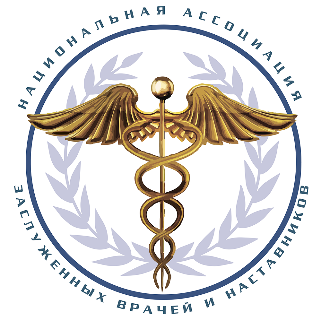 НАЦИОНАЛЬНАЯ АССОЦИАЦИЯ
ЗАСЛУЖЕННЫХ ВРАЧЕЙ И НАСТАВНИКОВ